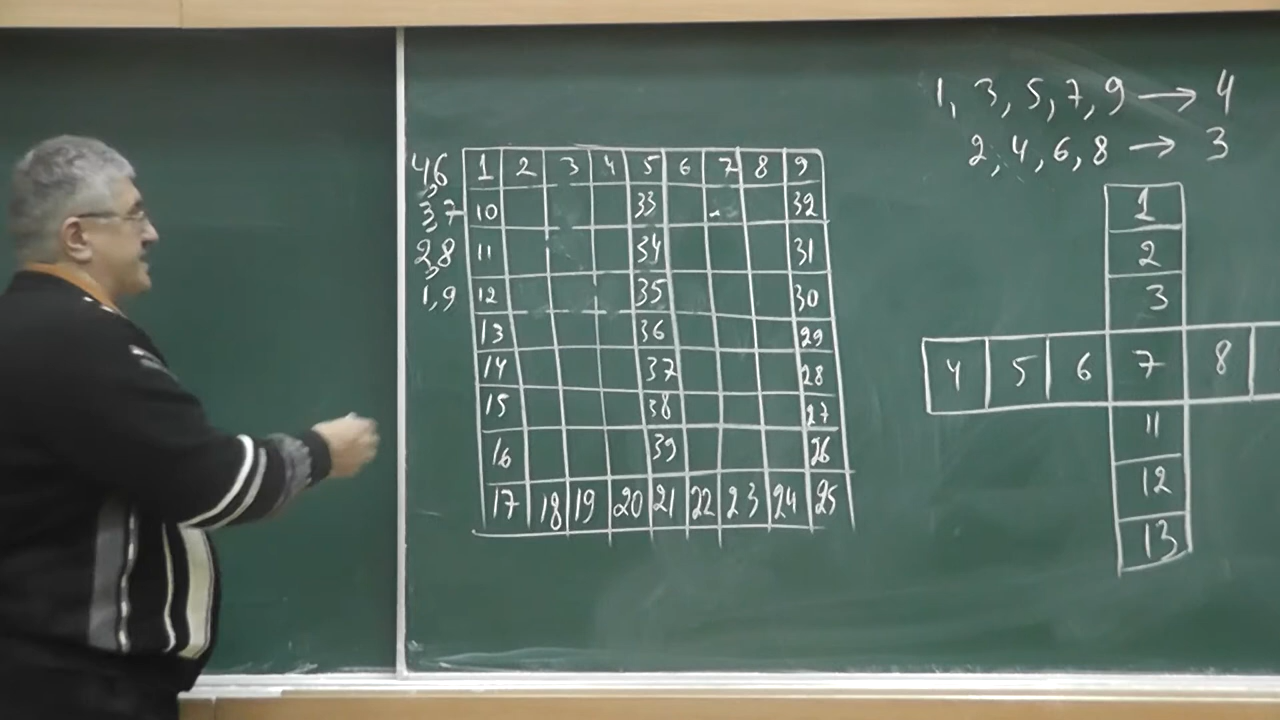 1, 3, 5, 7, 9 → 4
2, 4, 6, 8 → 3
4,6
3,7
2,8
1,9
1 2 3 4 5 6 7 8 9
10 33 32
11 34 31
12 35 30
13 36 29
14 37 28
15 38 27
16 39 26
17 18 19 20 21 22 23 24 25
1
2
3
4 5 6 7 8
11
12
13